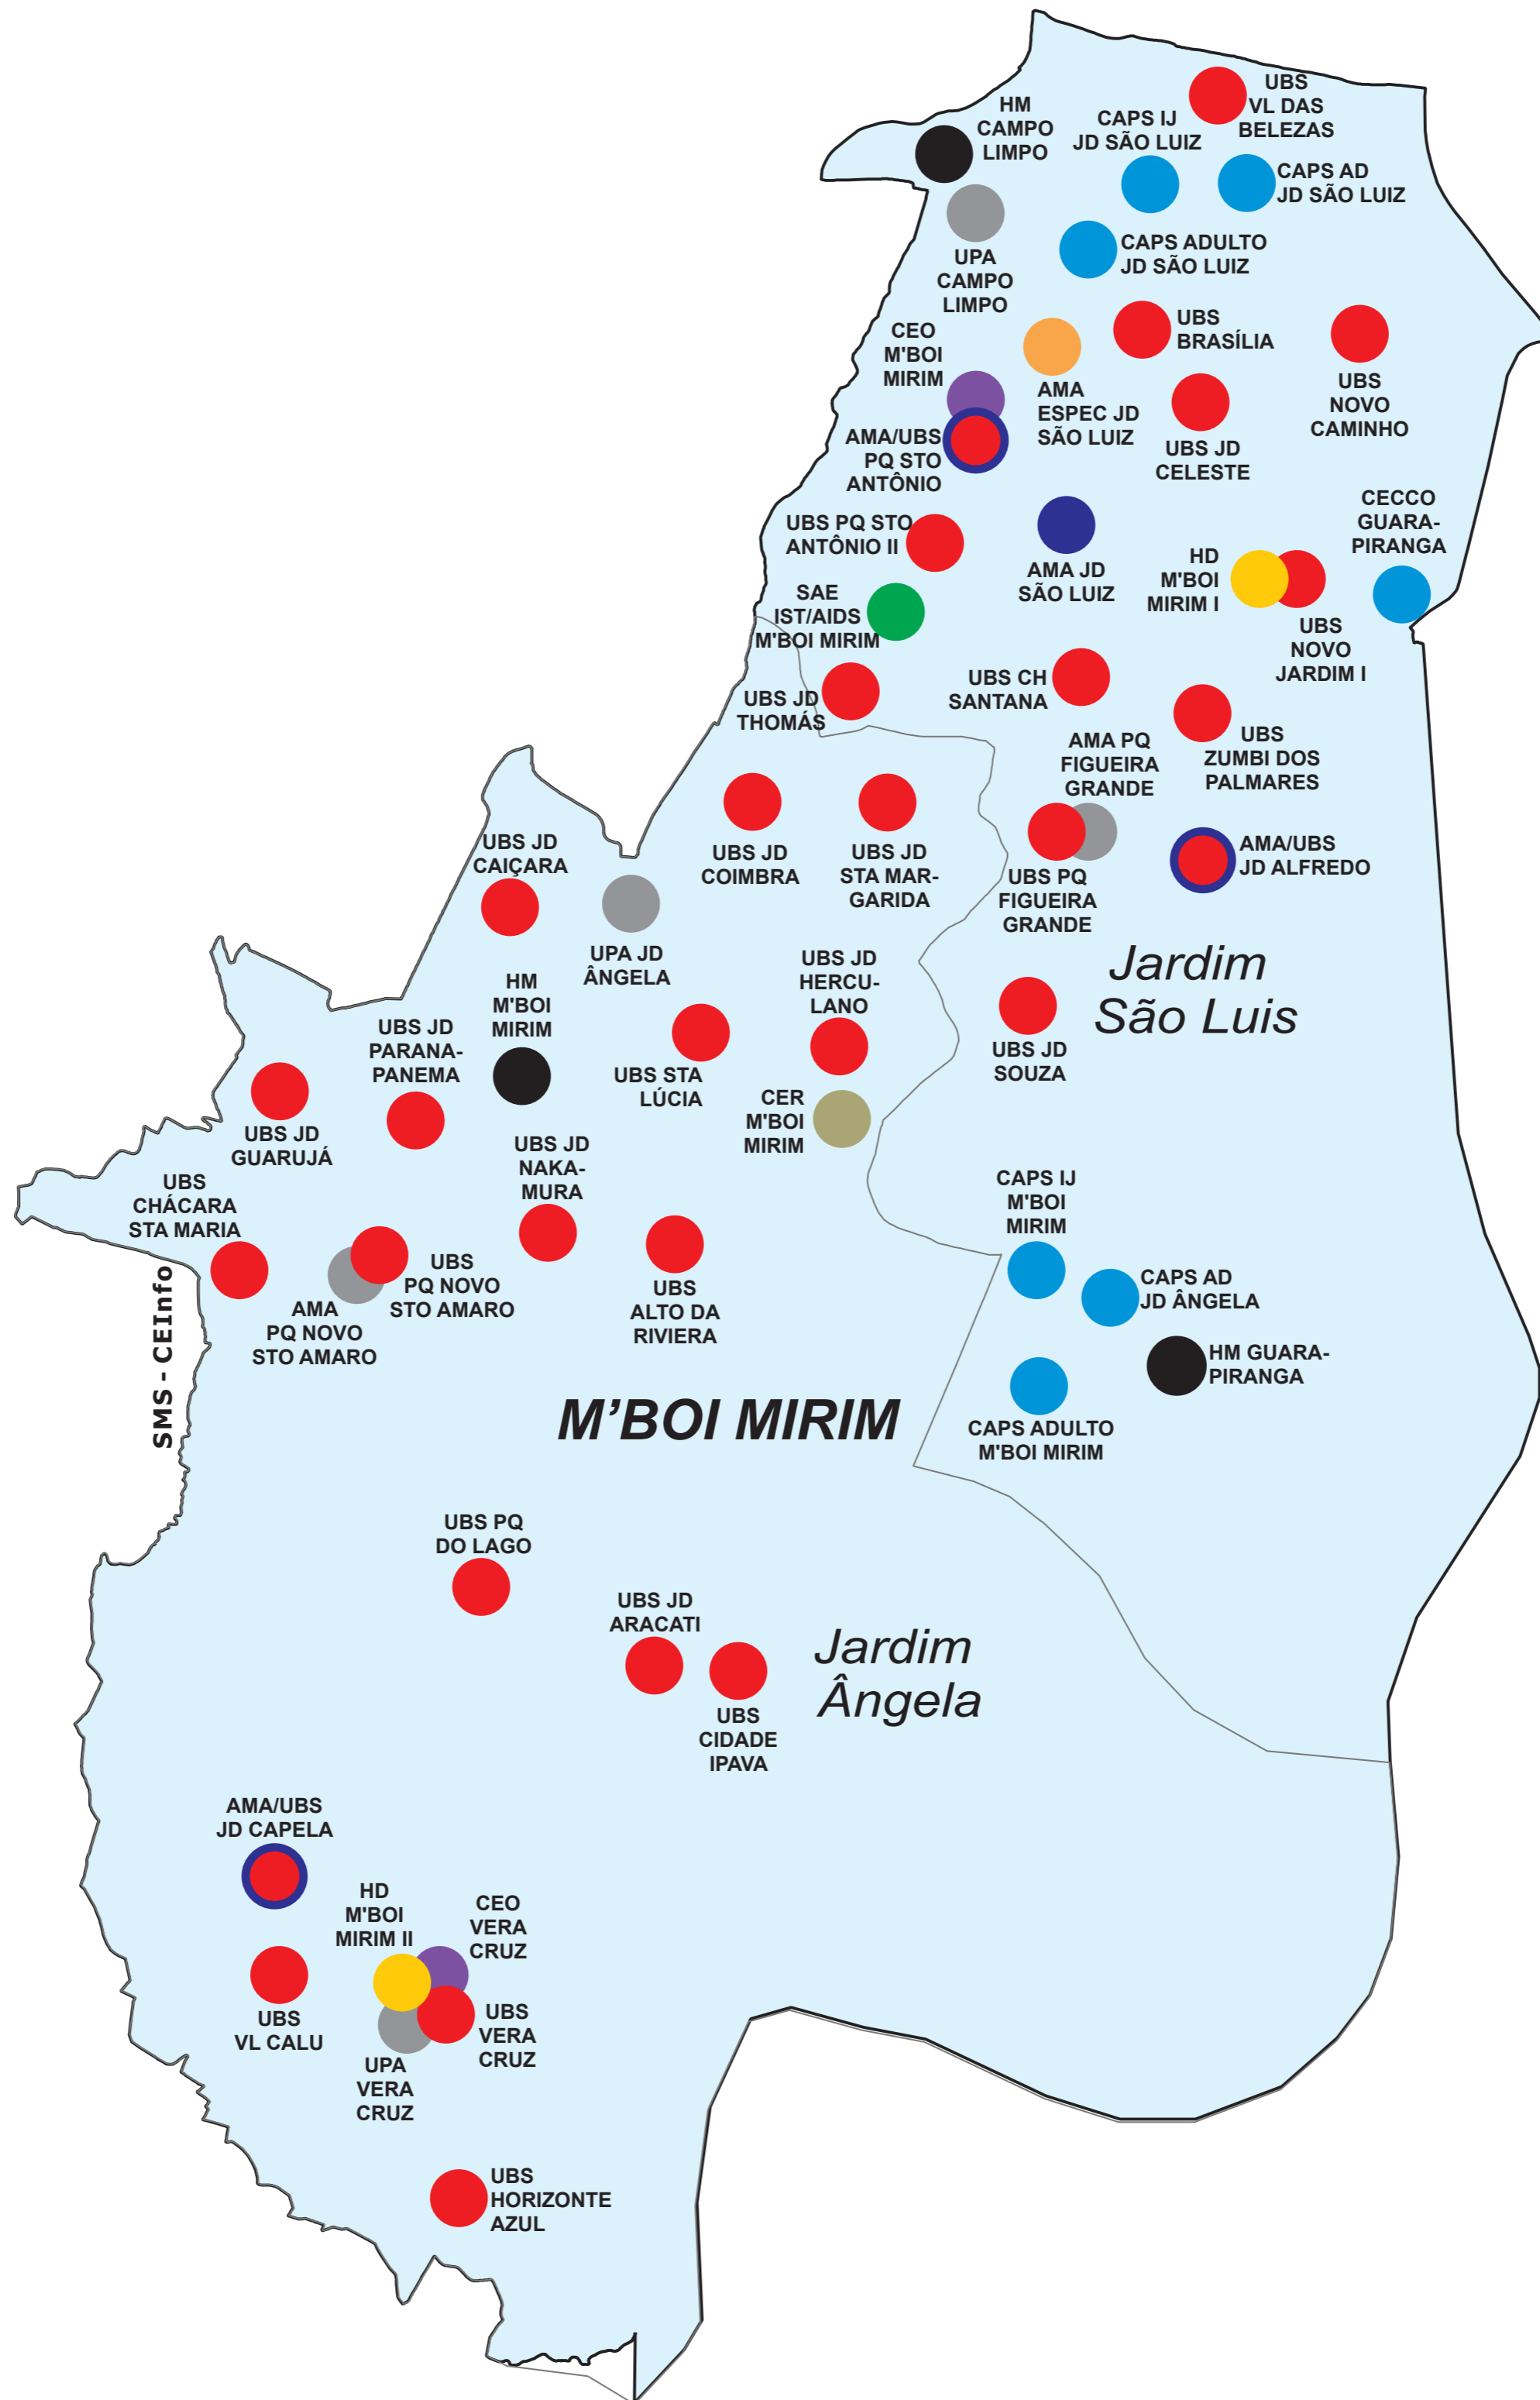 UBS
VL DAS
BELEZAS
HM
CAMPO
LIMPO
CAPS IJ
JD SÃO LUIZ
CAPS AD
JD SÃO LUIZ
CAPS ADULTO
JD SÃO LUIZ
UPA
CAMPO
LIMPO
CEO
M'BOI
MIRIM
UBS
BRASÍLIA
AMA
ESPEC JD
SÃO LUIZ
UBS
NOVO
CAMINHO
AMA/UBS
PQ STO
ANTÔNIO
UBS JD
CELESTE
CECCO
GUARA-
PIRANGA
UBS PQ STO
ANTÔNIO II
AMA JD
SÃO LUIZ
HD
M'BOI
MIRIM I
SAE
IST/AIDS
M'BOI MIRIM
UBS
NOVO
JARDIM I
UBS CH
SANTANA
UBS JD
THOMÁS
UBS
ZUMBI DOS
PALMARES
AMA PQ
FIGUEIRA
GRANDE
UBS JD
CAIÇARA
UBS JD
COIMBRA
UBS JD
STA MAR-
GARIDA
UBS PQ
FIGUEIRA
GRANDE
AMA/UBS
JD ALFREDO
UPA JD
ÂNGELA
UBS JD
HERCU-
LANO
Jardim
São Luis
HM
M'BOI
MIRIM
UBS JD
PARANA-
PANEMA
UBS JD
SOUZA
UBS STA
LÚCIA
CER
M'BOI
MIRIM
UBS JD
GUARUJÁ
UBS JD
NAKA-
MURA
UBS
CHÁCARA
STA MARIA
CAPS IJ
M'BOI
MIRIM
UBS
PQ NOVO
STO AMARO
AMA
PQ NOVO
STO AMARO
UBS
ALTO DA
RIVIERA
CAPS AD
JD ÂNGELA
HM GUARA-
PIRANGA
SMS - CEInfo
M’BOI MIRIM
CAPS ADULTO
M'BOI MIRIM
UBS PQ
DO LAGO
UBS JD
ARACATI
Jardim
Ângela
UBS
CIDADE
IPAVA
AMA/UBS
JD CAPELA
HD
M'BOI
MIRIM II
CEO
VERA
CRUZ
UBS
VL CALU
UBS
VERA
CRUZ
UPA
VERA
CRUZ
UBS
HORIZONTE
AZUL